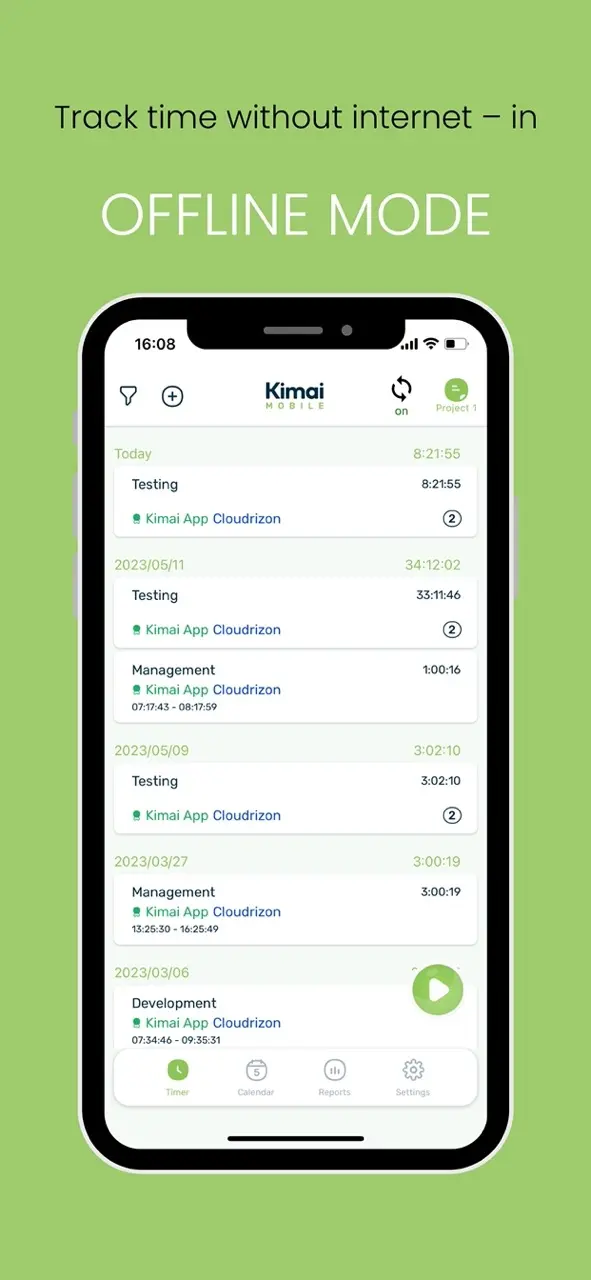 Track time without internet – in
OFFLINE MODE
16:08
Kimai
MOBILE
on
Project 1
Today 8:21:55
Testing 8:21:55
Kimai App Cloudrizon 2
2023/05/11 34:12:02
Testing 33:11:46
Kimai App Cloudrizon 2
Management 1:00:16
Kimai App Cloudrizon
07:17:43 - 08:17:59
2023/05/09 3:02:10
Testing 3:02:10
Kimai App Cloudrizon 2
2023/03/27 3:00:19
Management 3:00:19
Kimai App Cloudrizon
13:25:30 - 16:25:49
2023/03/06
Development
Kimai App Cloudrizon
07:34:46 - 09:35:31
5
Timer Calendar Reports Settings